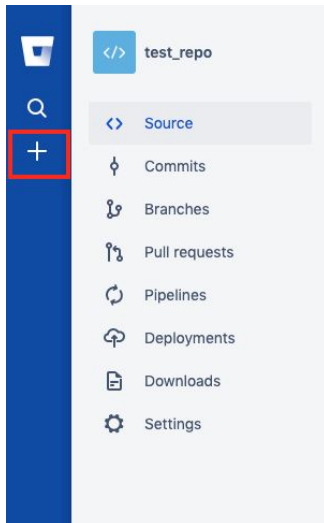 test_repo
Source
Commits
Branches
Pull requests
Pipelines
Deployments
Downloads
Settings